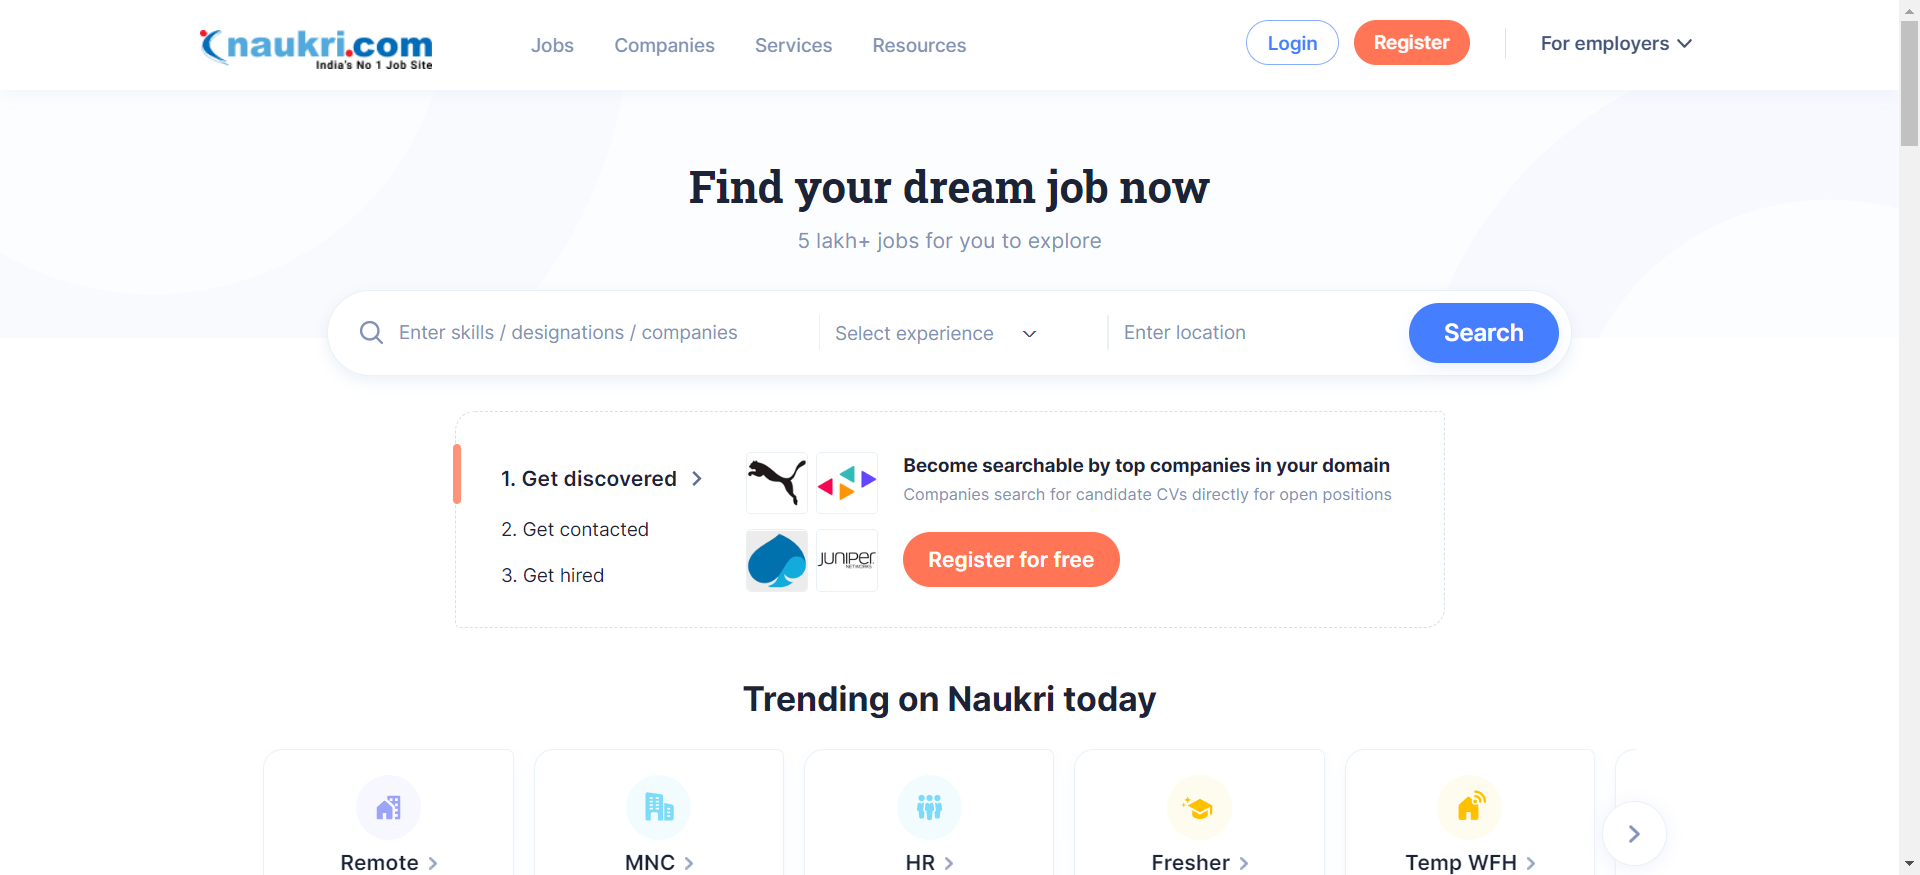 naukri.com
India's No 1 Job Site
Jobs
Companies
Services
Resources
Login
Register
For employers
Find your dream job now
5 lakh+ jobs for you to explore
Enter skills / designations / companies
Select experience
Enter location
Search
1. Get discovered
2. Get contacted
3. Get hired
JUNIPER
NETWORKS
Become searchable by top companies in your domain
Companies search for candidate CVs directly for open positions
Register for free
Trending on Naukri today
Remote
MNC
HR
Fresher
Temp WFH